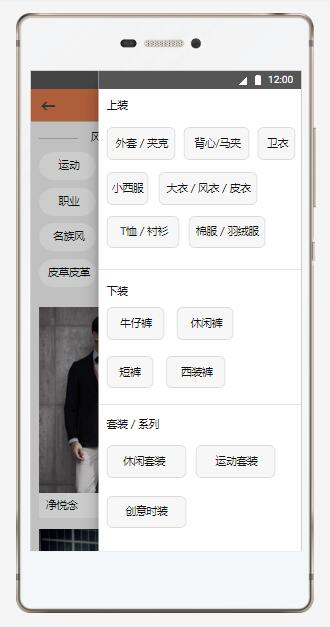 12:00
上装
外套 / 夹克
背心/马夹
卫衣
小西服
大衣 / 风衣 / 皮衣
T恤 / 衬衫
棉服 / 羽绒服
下装
牛仔裤
休闲裤
短裤
西装裤
套装 / 系列
休闲套装
运动套装
创意时装
风
运动
职业
名族风
皮草皮革
净悦念